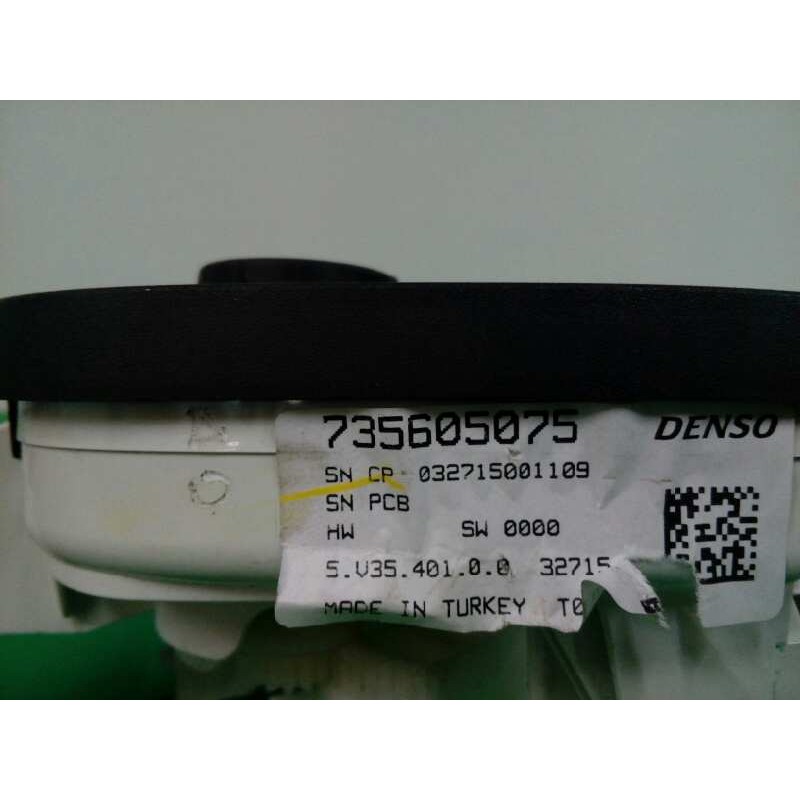 735605075 DENSO
SN CP 032715001109
SN PCB
HW SW 0000
5.V35.401.0.0 32715
MADE IN TURKEY T0